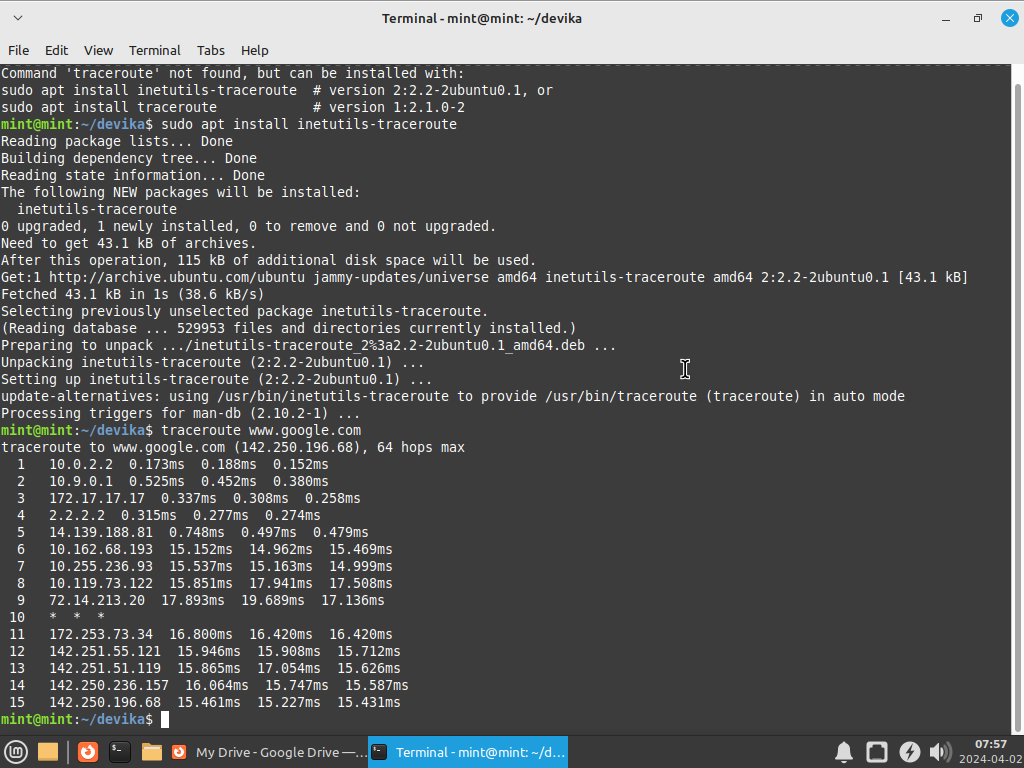 Terminal - mint@mint: ~/devika
File Edit View Terminal Tabs Help
Command 'traceroute' not found, but can be installed with:
sudo apt install inetutils-traceroute  # version 2:2.2-2ubuntu0.1, or
sudo apt install traceroute            # version 1:2.1.0-2
mint@mint:~/devika$ sudo apt install inetutils-traceroute
Reading package lists... Done
Building dependency tree... Done
Reading state information... Done
The following NEW packages will be installed:
  inetutils-traceroute
0 upgraded, 1 newly installed, 0 to remove and 0 not upgraded.
Need to get 43.1 kB of archives.
After this operation, 115 kB of additional disk space will be used.
Get:1 http://archive.ubuntu.com/ubuntu jammy-updates/universe amd64 inetutils-traceroute amd64 2:2.2-2ubuntu0.1 [43.1 kB]
Fetched 43.1 kB in 1s (38.6 kB/s)
Selecting previously unselected package inetutils-traceroute.
(Reading database ... 529953 files and directories currently installed.)
Preparing to unpack .../inetutils-traceroute_2%3a2.2-2ubuntu0.1_amd64.deb ...
Unpacking inetutils-traceroute (2:2.2-2ubuntu0.1) ...
Setting up inetutils-traceroute (2:2.2-2ubuntu0.1) ...
update-alternatives: using /usr/bin/inetutils-traceroute to provide /usr/bin/traceroute (traceroute) in auto mode
Processing triggers for man-db (2.10.2-1) ...
mint@mint:~/devika$ traceroute www.google.com
traceroute to www.google.com (142.250.196.68), 64 hops max
  1   10.0.2.2  0.173ms  0.188ms  0.152ms
  2   10.9.0.1  0.525ms  0.452ms  0.380ms
  3   172.17.17.17  0.337ms  0.308ms  0.258ms
  4   2.2.2.2  0.315ms  0.277ms  0.274ms
  5   14.139.188.81  0.748ms  0.497ms  0.479ms
  6   10.162.68.193  15.152ms  14.962ms  15.469ms
  7   10.255.236.93  15.537ms  15.163ms  14.999ms
  8   10.119.73.122  15.851ms  17.941ms  17.508ms
  9   72.14.213.20  17.893ms  19.689ms  17.136ms
 10   *  *  *
 11   172.253.73.34  16.800ms  16.420ms  16.420ms
 12   142.251.55.121  15.946ms  15.908ms  15.712ms
 13   142.251.51.119  15.865ms  17.054ms  15.626ms
 14   142.250.236.157  16.064ms  15.747ms  15.587ms
 15   142.250.196.68  15.461ms  15.227ms  15.431ms
mint@mint:~/devika$
My Drive - Google Drive —... Terminal - mint@mint: ~/d...
07:57
2024-04-02